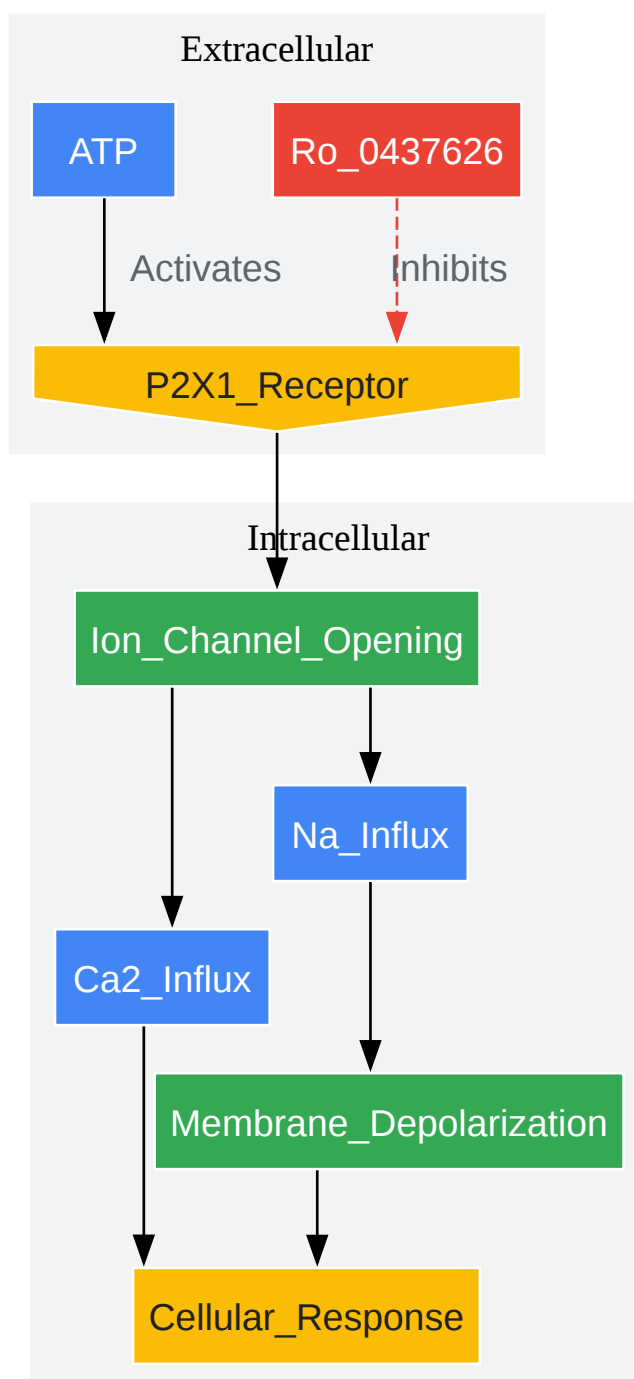 Extracellular
ATP
Ro_0437626
Activates
Inhibits
P2X1_Receptor
Intracellular
Ion_Channel_Opening
Na_Influx
Ca2_Influx
Membrane_Depolarization
Cellular_Response